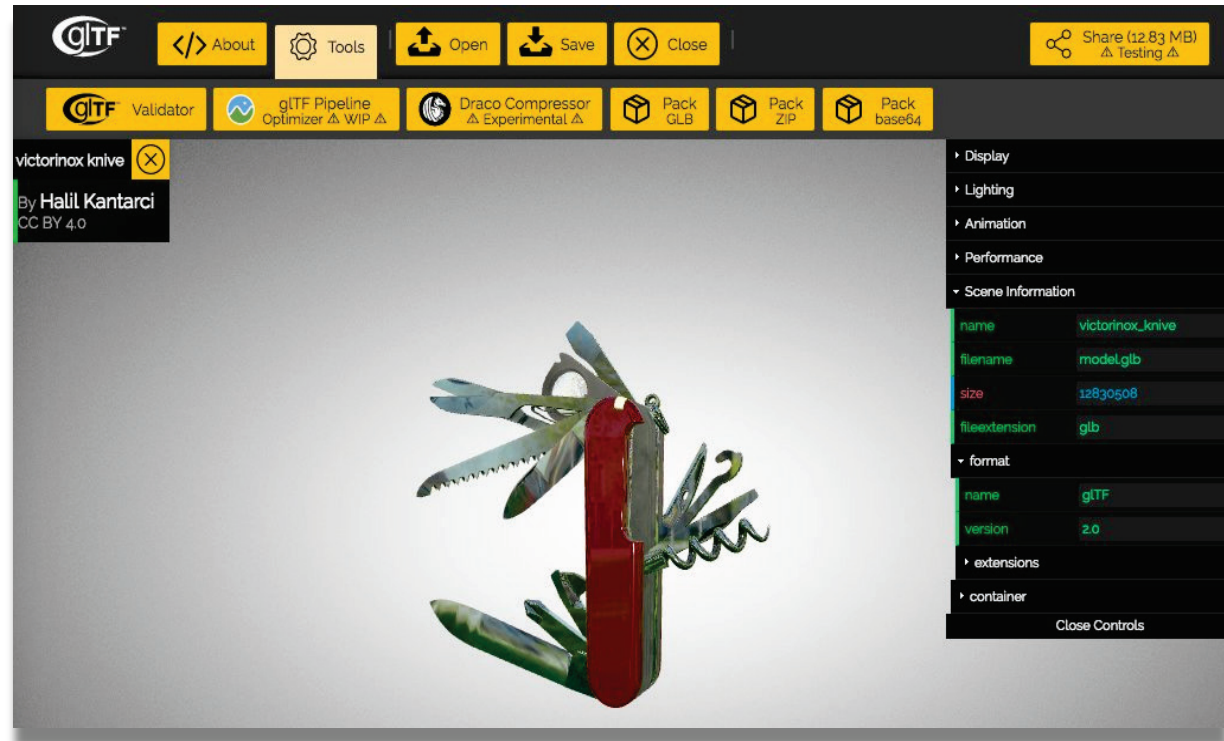 glTF™
</> About
Tools
Open
Save
Close
Share (12.83 MB)
⚠ Testing ⚠
glTF Validator
glTF Pipeline
Optimizer ⚠ WIP ⚠
Draco Compressor
⚠ Experimental ⚠
Pack
GLB
Pack
ZIP
Pack
base64
victorinox knive
By Halil Kantarci
CC BY 4.0
Display
Lighting
Animation
Performance
Scene Information
name victorinox_knive
filename model.glb
size 12830508
fileextension glb
format
name glTF
version 2.0
extensions
container
Close Controls